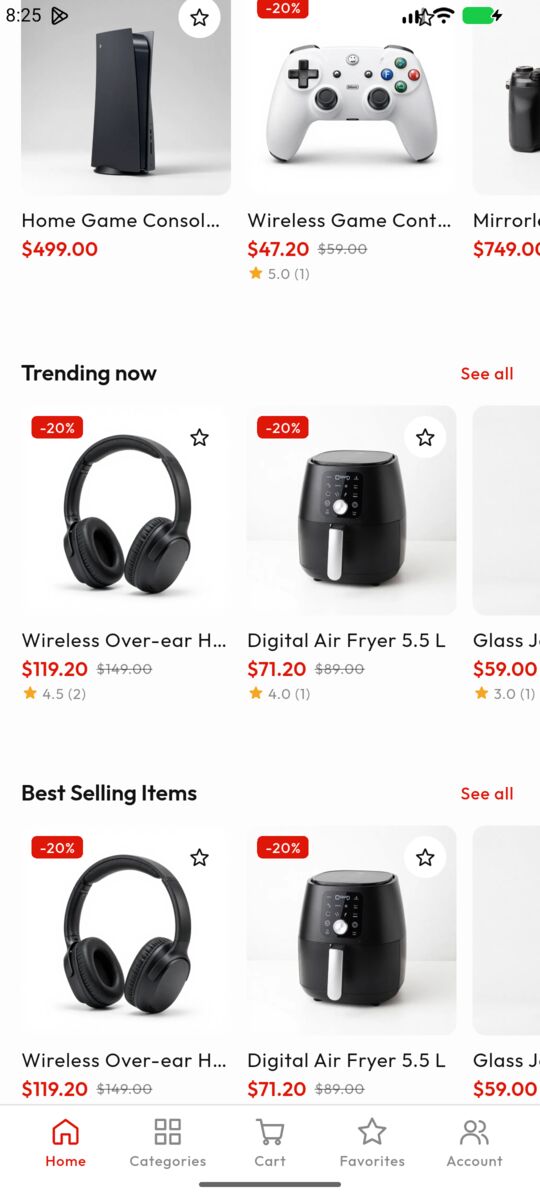 8:25
-20%
Home Game Consol...
Wireless Game Cont...
Mirrorl
$499.00
$47.20 $59.00
$749.00
5.0 (1)
Trending now
See all
-20%
-20%
Wireless Over-ear H...
Digital Air Fryer 5.5 L
Glass J
$119.20 $149.00
$71.20 $89.00
$59.00
4.5 (2)
4.0 (1)
3.0 (1)
Best Selling Items
See all
-20%
-20%
Wireless Over-ear H...
Digital Air Fryer 5.5 L
Glass J
$119.20 $149.00
$71.20 $89.00
$59.00
Home
Categories
Cart
Favorites
Account